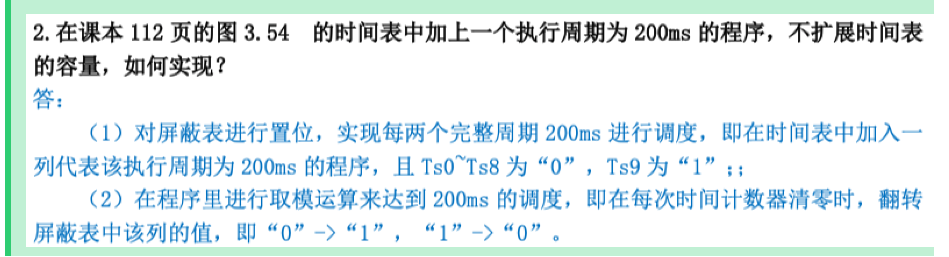 2.在课本 112 页的图 3.54 的时间表中加上一个执行周期为 200ms 的程序，不扩展时间表
的容量，如何实现？
答：
（1）对屏蔽表进行置位，实现每两个完整周期 200ms 进行调度，即在时间表中加入一
列代表该执行周期为 200ms 的程序，且 Ts0~Ts8 为“0”，Ts9 为“1”；；
（2）在程序里进行取模运算来达到 200ms 的调度，即在每次时间计数器清零时，翻转
屏蔽表中该列的值，即“0”->“1”，“1”->“0”。